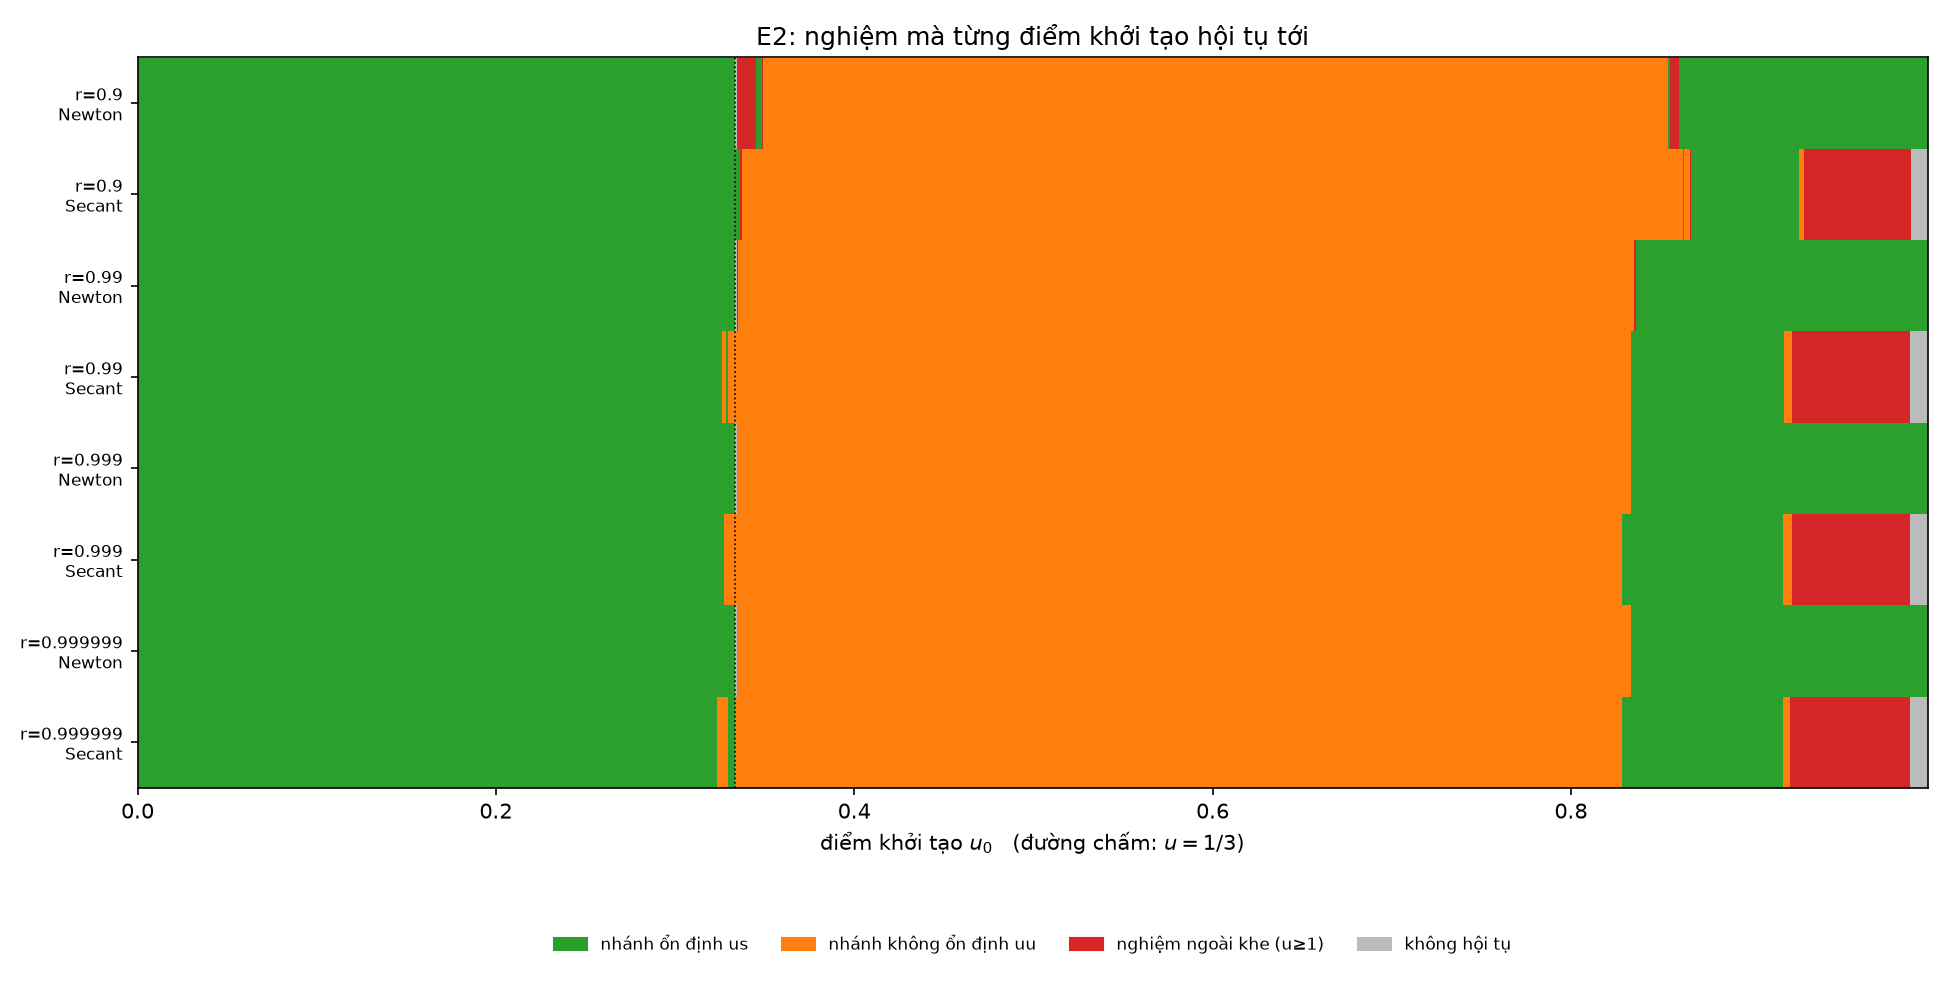 E2: nghiệm mà từng điểm khởi tạo hội tụ tới
r=0.9
Newton
r=0.9
Secant
r=0.99
Newton
r=0.99
Secant
r=0.999
Newton
r=0.999
Secant
r=0.999999
Newton
r=0.999999
Secant
0.0 0.2 0.4 0.6 0.8
điểm khởi tạo u₀ (đường chấm: u = 1/3)
nhánh ổn định us nhánh không ổn định uu nghiệm ngoài khe (u≥1) không hội tụ